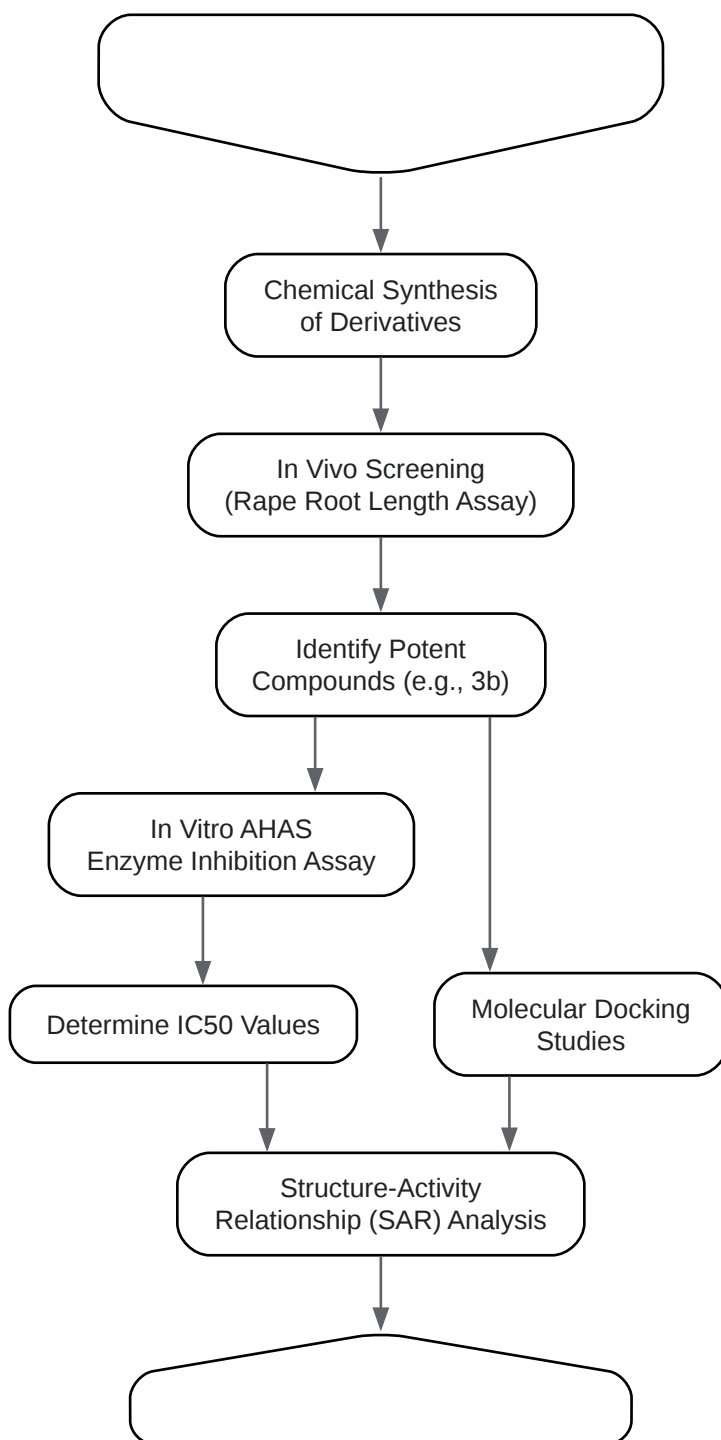 Chemical Synthesis
of Derivatives
In Vivo Screening
(Rape Root Length Assay)
Identify Potent
Compounds (e.g., 3b)
In Vitro AHAS
Enzyme Inhibition Assay
Determine IC50 Values
Molecular Docking
Studies
Structure-Activity
Relationship (SAR) Analysis